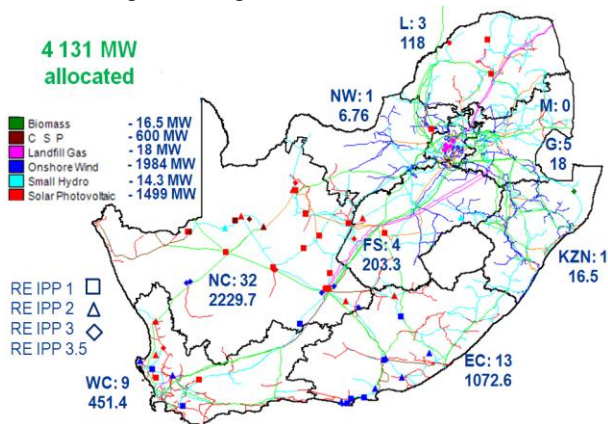 4 131 MW
allocated
Biomass - 16.5 MW
C S P - 600 MW
Landfill Gas - 18 MW
Onshore Wind - 1984 MW
Small Hydro - 14.3 MW
Solar Photovoltaic - 1499 MW
L: 3
118
NW: 1
6.76
M: 0
G:5
18
FS: 4
203.3
KZN: 1
16.5
NC: 32
2229.7
RE IPP 1
RE IPP 2
RE IPP 3
RE IPP 3.5
EC: 13
1072.6
WC: 9
451.4